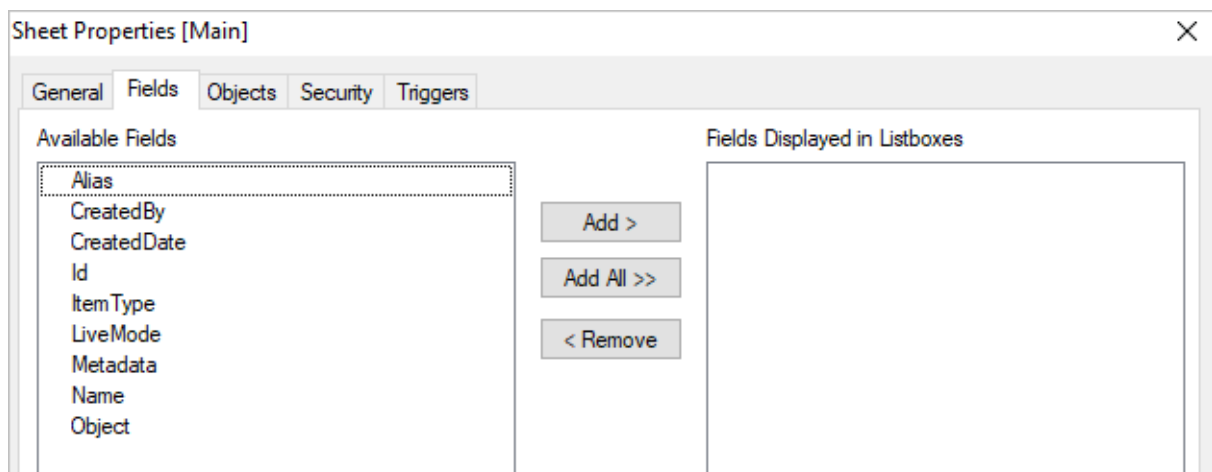 Sheet Properties [Main]
General Fields Objects Security Triggers
Available Fields
Fields Displayed in Listboxes
Alias
CreatedBy
CreatedDate
Id
ItemType
LiveMode
Metadata
Name
Object
Add >
Add All >>
< Remove